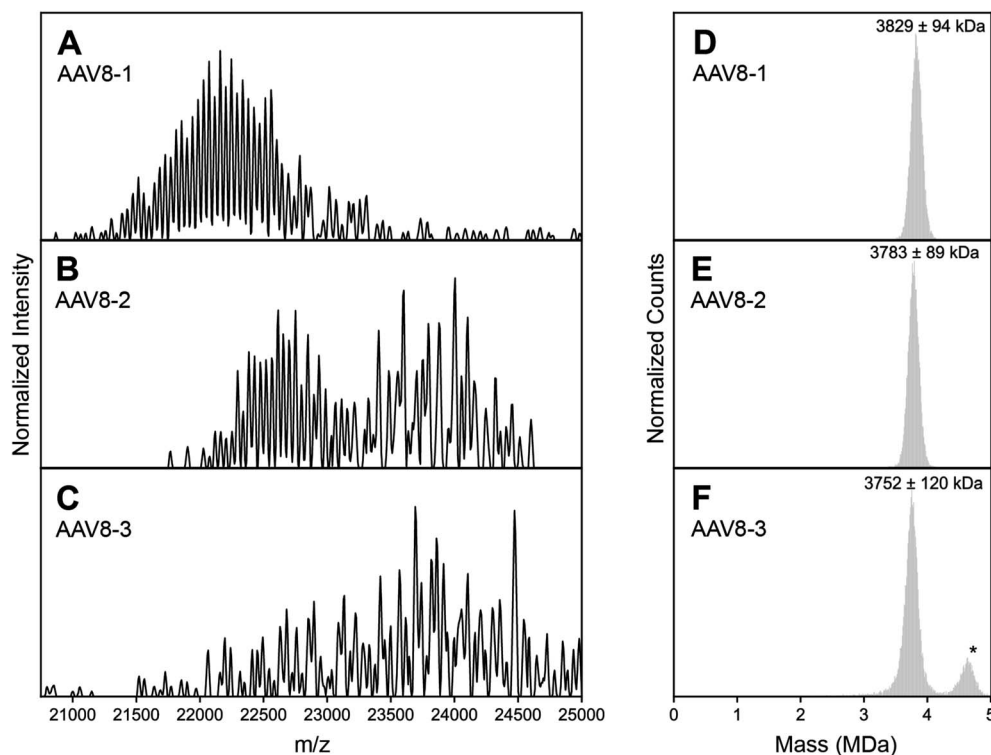 A
AAV8-1
B
AAV8-2
C
AAV8-3
Normalized Intensity
21000 21500 22000 22500 23000 23500 24000 24500 25000
m/z
D
AAV8-1
3829 ± 94 kDa
E
AAV8-2
3783 ± 89 kDa
F
AAV8-3
3752 ± 120 kDa
*
Normalized Counts
0 1 2 3 4 5
Mass (MDa)